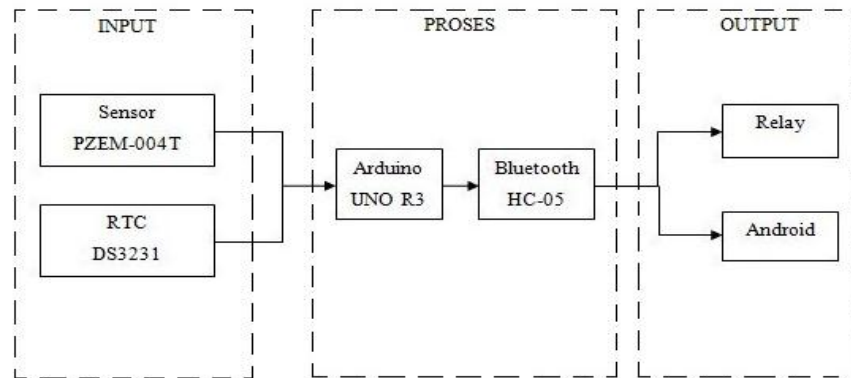 INPUT
Sensor
PZEM-004T
RTC
DS3231
PROSES
Arduino
UNO R3
Bluetooth
HC-05
OUTPUT
Relay
Android